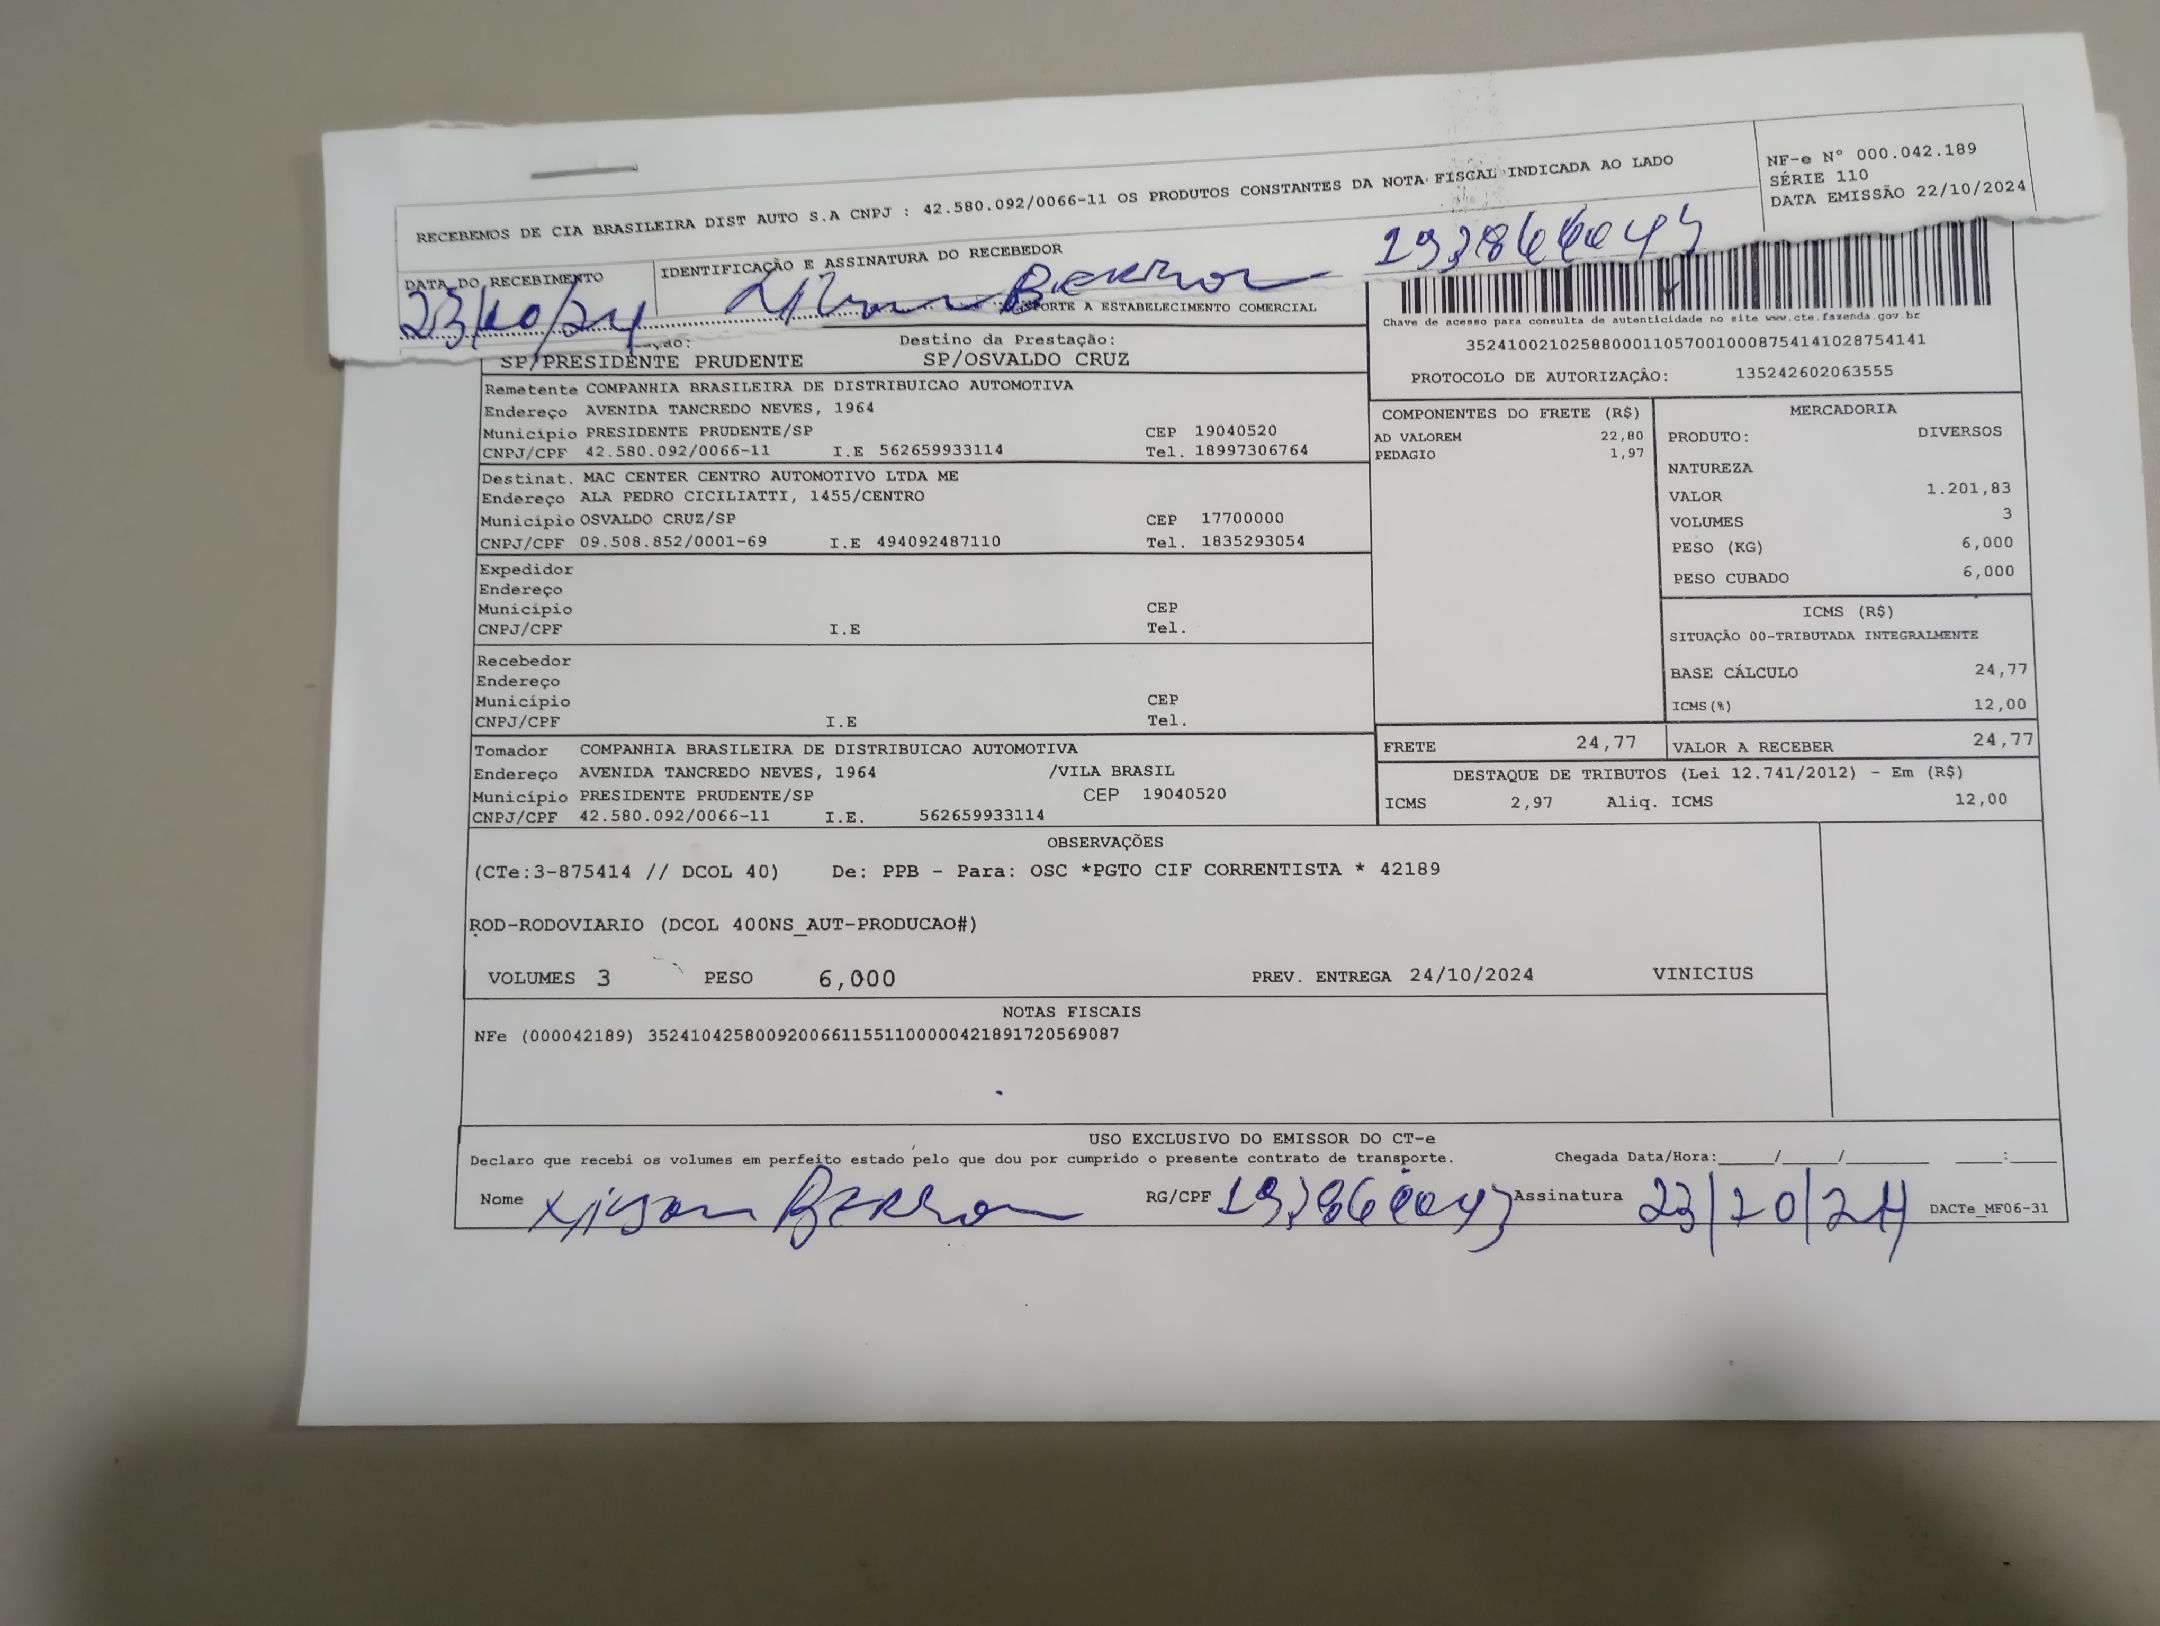 RECEBEMOS DE CIA BRASILEIRA DIST AUTO S.A CNPJ : 42.580.092/0066-11 OS PRODUTOS CONSTANTES DA NOTA FISCAL INDICADA AO LADO
NF-e N° 000.042.189
SÉRIE 110
DATA EMISSÃO 22/10/2024
DATA DO RECEBIMENTO
IDENTIFICAÇÃO E ASSINATURA DO RECEBEDOR
23/10/24
PORTE A ESTABELECIMENTO COMERCIAL
Chave de acesso para consulta de autenticidade no site www.cte.fazenda.gov.br
ção: Destino da Prestação:
SP/PRESIDENTE PRUDENTE SP/OSVALDO CRUZ
35241002102588000110570010008754141028754141
PROTOCOLO DE AUTORIZAÇÃO: 135242602063555
Remetente COMPANHIA BRASILEIRA DE DISTRIBUICAO AUTOMOTIVA
Endereço AVENIDA TANCREDO NEVES, 1964
Município PRESIDENTE PRUDENTE/SP CEP 19040520
CNPJ/CPF 42.580.092/0066-11 I.E 562659933114 Tel. 18997306764
Destinat. MAC CENTER CENTRO AUTOMOTIVO LTDA ME
Endereço ALA PEDRO CICILIATTI, 1455/CENTRO
Município OSVALDO CRUZ/SP CEP 17700000
CNPJ/CPF 09.508.852/0001-69 I.E 494092487110 Tel. 1835293054
Expedidor
Endereço
Município CEP
CNPJ/CPF I.E Tel.
Recebedor
Endereço
Município CEP
CNPJ/CPF I.E Tel.
Tomador COMPANHIA BRASILEIRA DE DISTRIBUICAO AUTOMOTIVA
Endereço AVENIDA TANCREDO NEVES, 1964 /VILA BRASIL
Município PRESIDENTE PRUDENTE/SP CEP 19040520
CNPJ/CPF 42.580.092/0066-11 I.E. 562659933114
COMPONENTES DO FRETE (R$)
AD VALOREM 22,80
PEDAGIO 1,97
MERCADORIA
PRODUTO: DIVERSOS
NATUREZA
VALOR 1.201,83
VOLUMES 3
PESO (KG) 6,000
PESO CUBADO 6,000
ICMS (R$)
SITUAÇÃO 00-TRIBUTADA INTEGRALMENTE
BASE CÁLCULO 24,77
ICMS(%) 12,00
FRETE 24,77 VALOR A RECEBER 24,77
DESTAQUE DE TRIBUTOS (Lei 12.741/2012) - Em (R$)
ICMS 2,97 Aliq. ICMS 12,00
OBSERVAÇÕES
(CTe:3-875414 // DCOL 40) De: PPB - Para: OSC *PGTO CIF CORRENTISTA * 42189
ROD-RODOVIARIO (DCOL 400NS_AUT-PRODUCAO#)
VOLUMES 3 PESO 6,000 PREV. ENTREGA 24/10/2024 VINICIUS
NOTAS FISCAIS
NFe (000042189) 35241042580092006611551100000421891720569087
USO EXCLUSIVO DO EMISSOR DO CT-e
Declaro que recebi os volumes em perfeito estado pelo que dou por cumprido o presente contrato de transporte. Chegada Data/Hora:____/____/______ ____:____
Nome RG/CPF Assinatura 23/10/24 DACTe_MF06-31